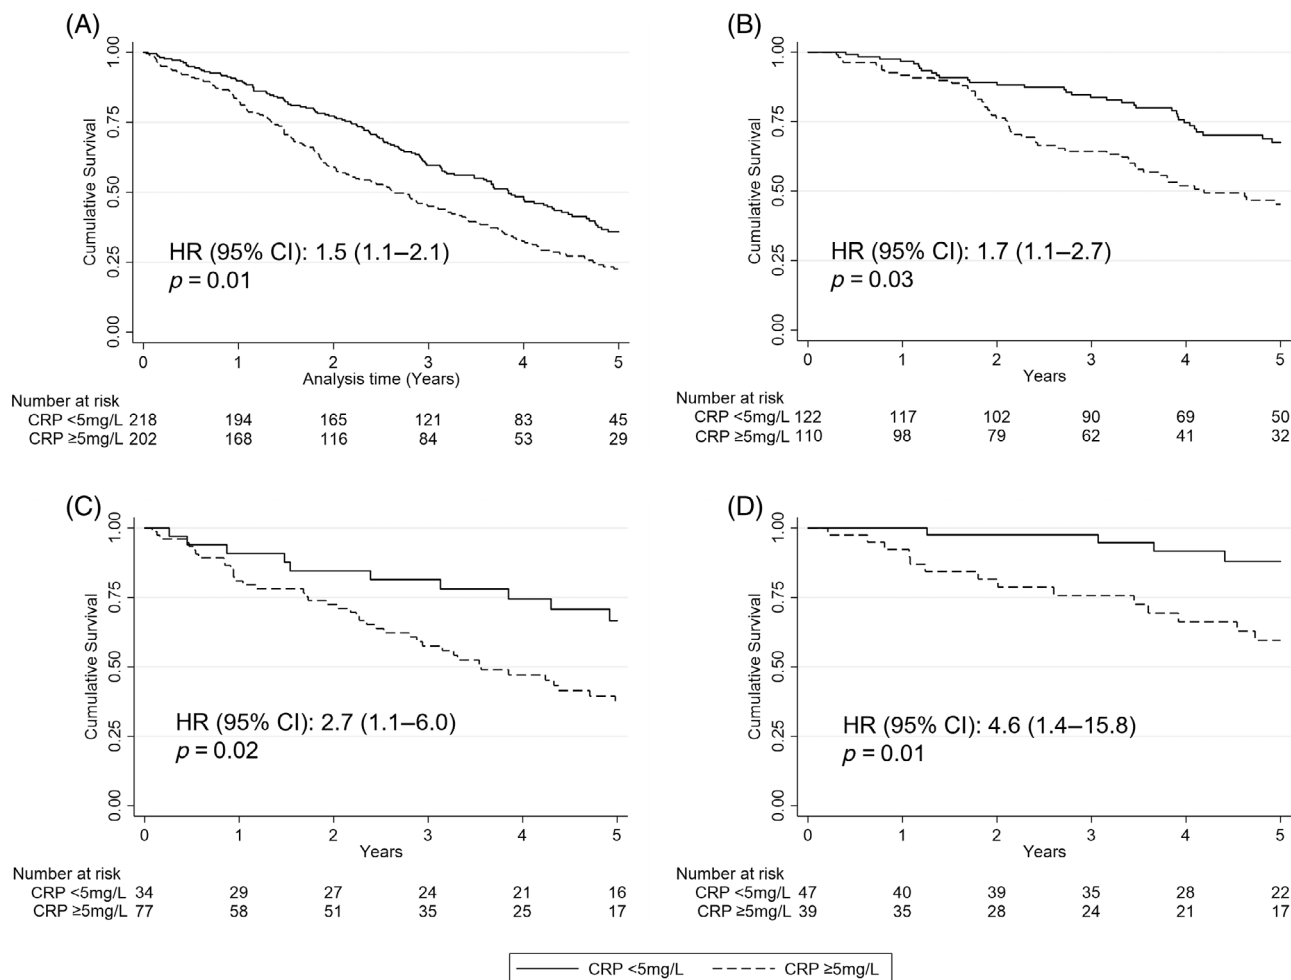 (A)
Cumulative Survival
1.00
0.75
0.50
0.25
0.00
HR (95% CI): 1.5 (1.1–2.1)
p = 0.01
0 1 2 3 4 5
Analysis time (Years)
Number at risk
CRP <5mg/L 218 194 165 121 83 45
CRP ≥5mg/L 202 168 116 84 53 29
(B)
Cumulative Survival
1.00
0.75
0.50
0.25
0.00
HR (95% CI): 1.7 (1.1–2.7)
p = 0.03
0 1 2 3 4 5
Years
Number at risk
CRP <5mg/L 122 117 102 90 69 50
CRP ≥5mg/L 110 98 79 62 41 32
(C)
Cumulative Survival
1.00
0.75
0.50
0.25
0.00
HR (95% CI): 2.7 (1.1–6.0)
p = 0.02
0 1 2 3 4 5
Years
Number at risk
CRP <5mg/L 34 29 27 24 21 16
CRP ≥5mg/L 77 58 51 35 25 17
(D)
Cumulative Survival
1.00
0.75
0.50
0.25
0.00
HR (95% CI): 4.6 (1.4–15.8)
p = 0.01
0 1 2 3 4 5
Years
Number at risk
CRP <5mg/L 47 40 39 35 28 22
CRP ≥5mg/L 39 35 28 24 21 17
CRP <5mg/L CRP ≥5mg/L